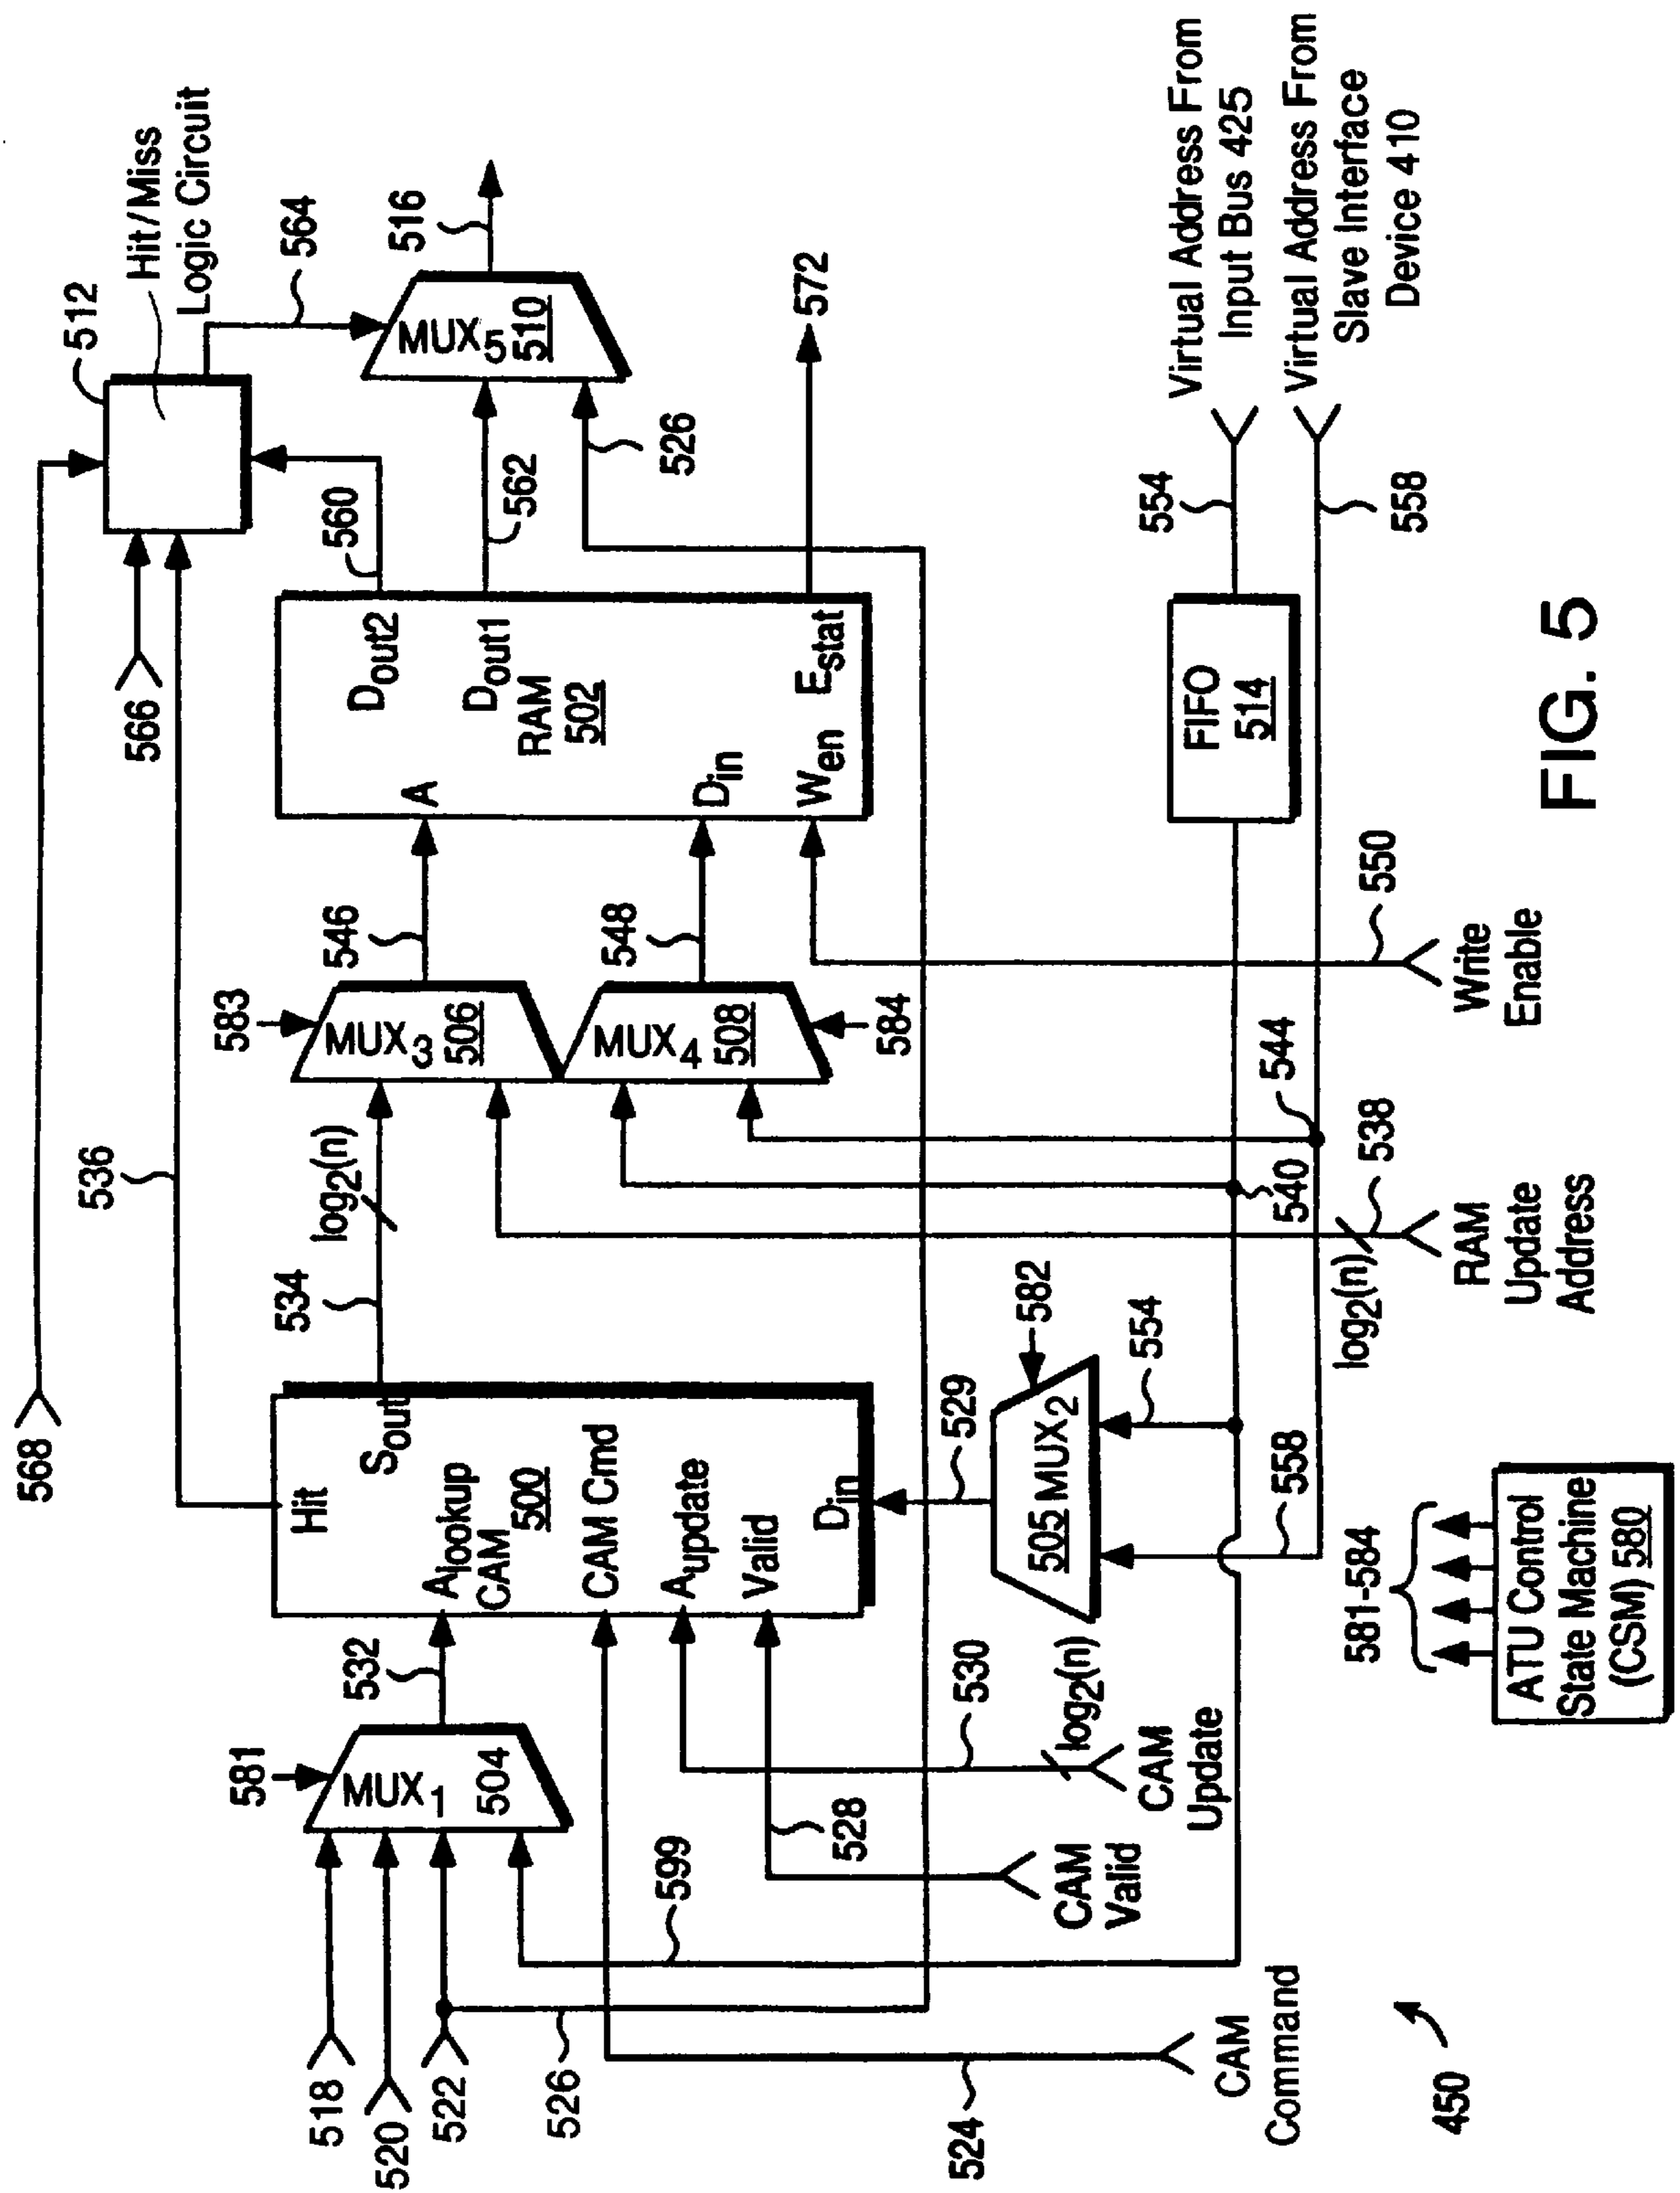 568
536
512
Hit/Miss
Logic Circuit
566
564
581
518
520
522
MUX1
504
532
526
Hit
Sout
Alookup
CAM
500
CAM Cmd
Aupdate
Valid
Din
534
log2(n)
583
MUX3
506
546
MUX4
508
548
584
A
Dout2
Dout1
RAM
502
Din
Wen
Estat
560
562
526
MUX5
510
516
572
599
528
530
log2(n)
524
CAM
Command
CAM
Valid
CAM
Update
529
505 MUX2
582
554
558
log2(n)
538
RAM
Update
Address
540
544
Write
Enable
550
FIFO
514
554
558
Virtual Address From
Input Bus 425
Virtual Address From
Slave Interface
Device 410
581-584
ATU Control
State Machine
(CSM) 580
450
FIG. 5